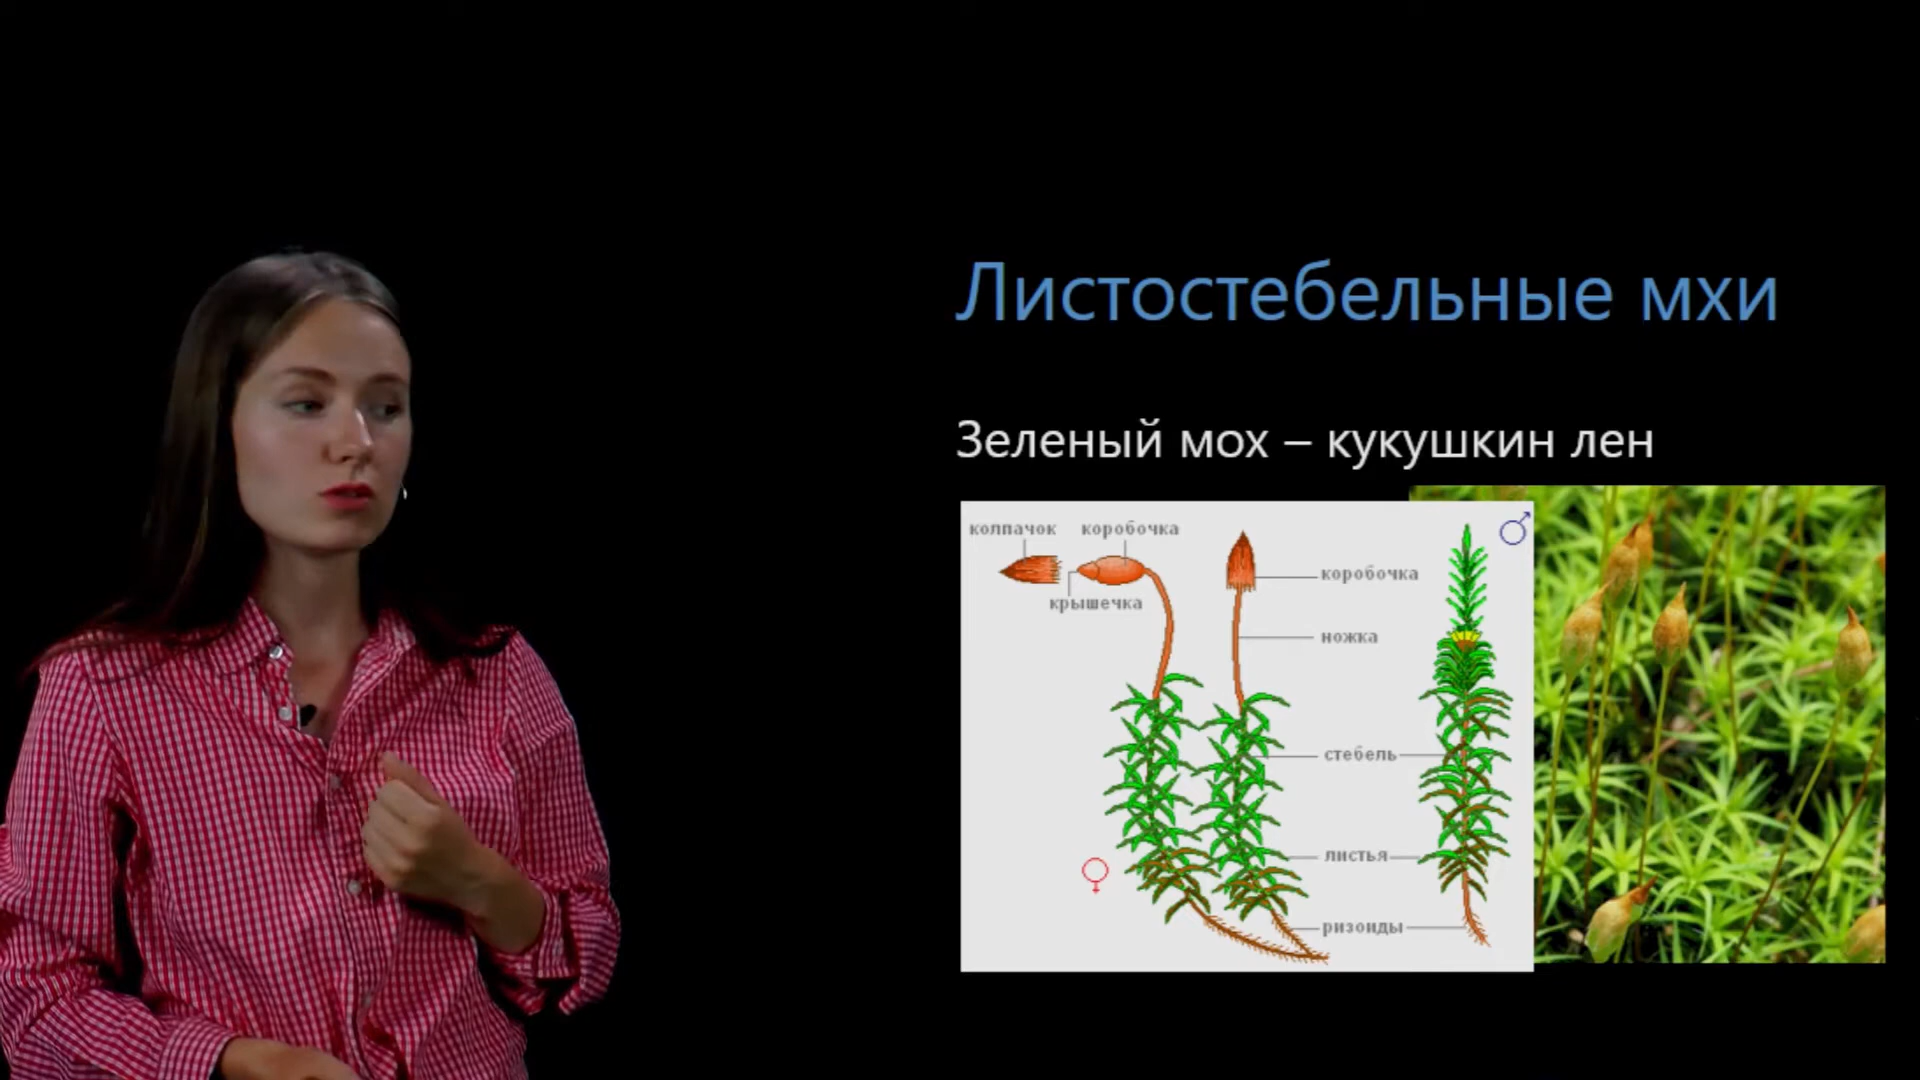 Листостебельные мхи
Зеленый мох – кукушкин лен
колпачок коробочка
крышечка
коробочка
ножка
стебель
листья
ризоиды